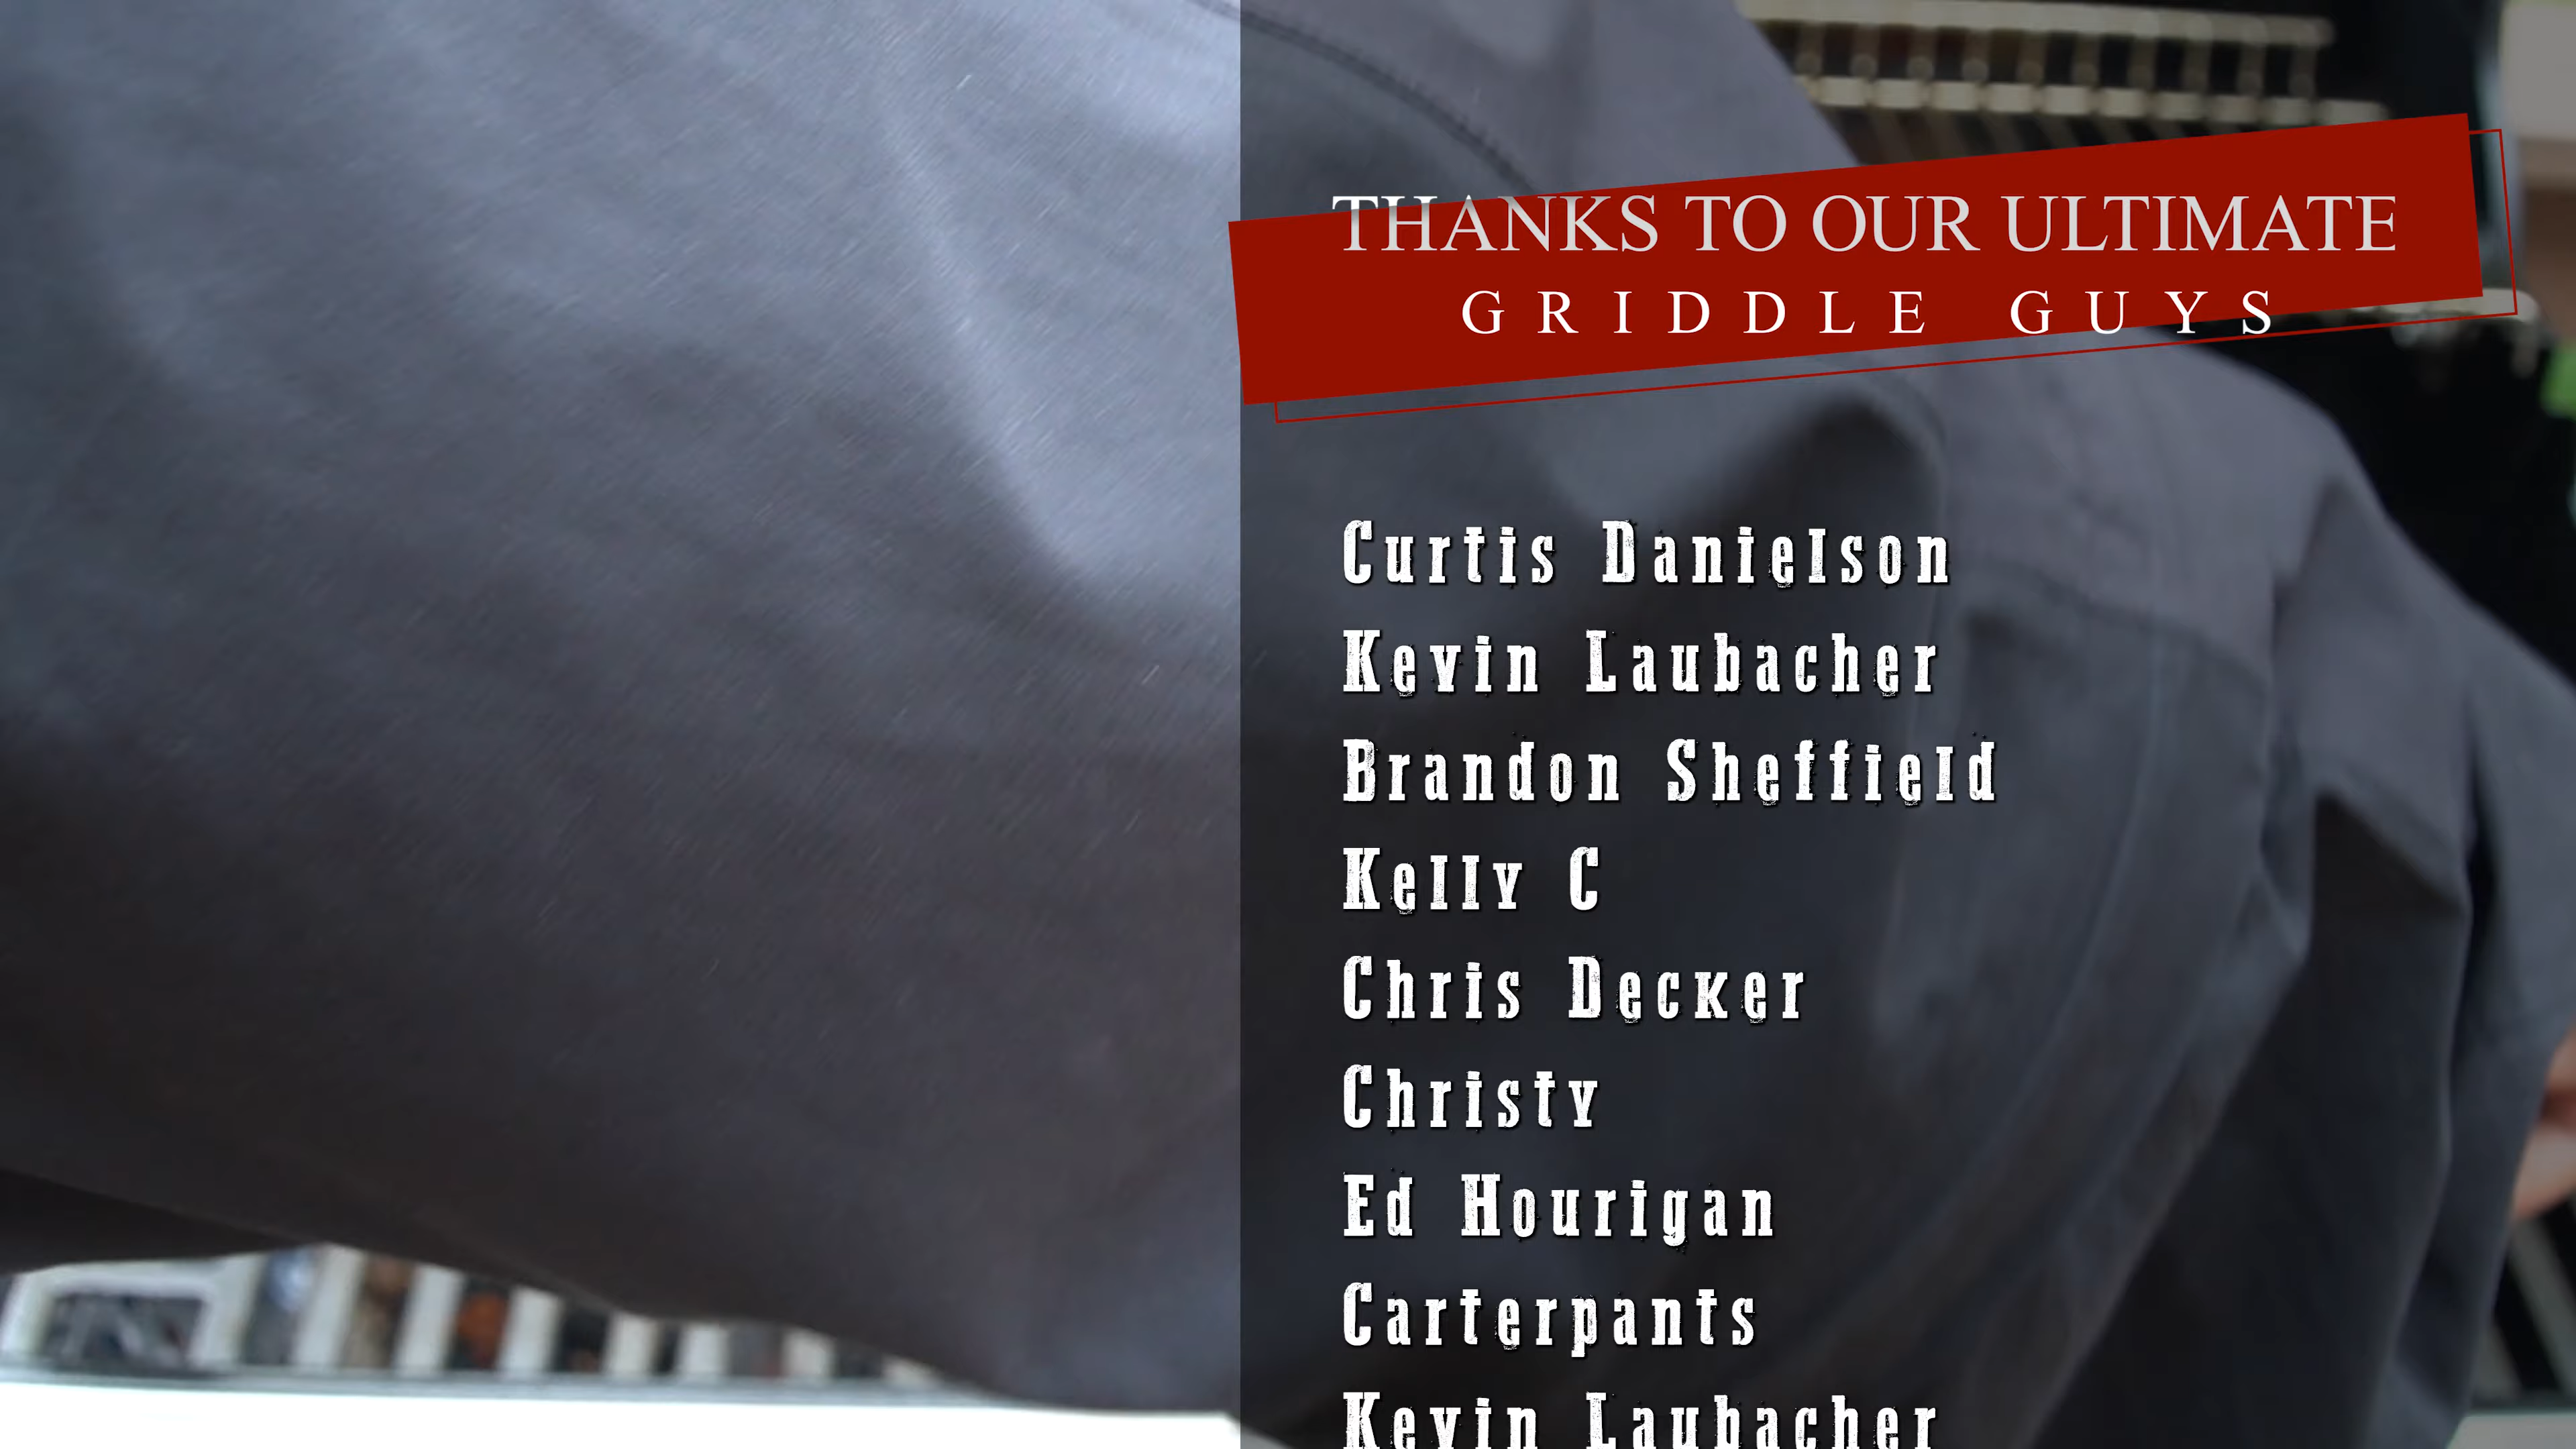 THANKS TO OUR ULTIMATE
GRIDDLE GUYS
Curtis Danielson
Kevin Laubacher
Brandon Sheffield
Kelly C
Chris Decker
Christy
Ed Hourigan
Carterpants
Kevin Laubacher